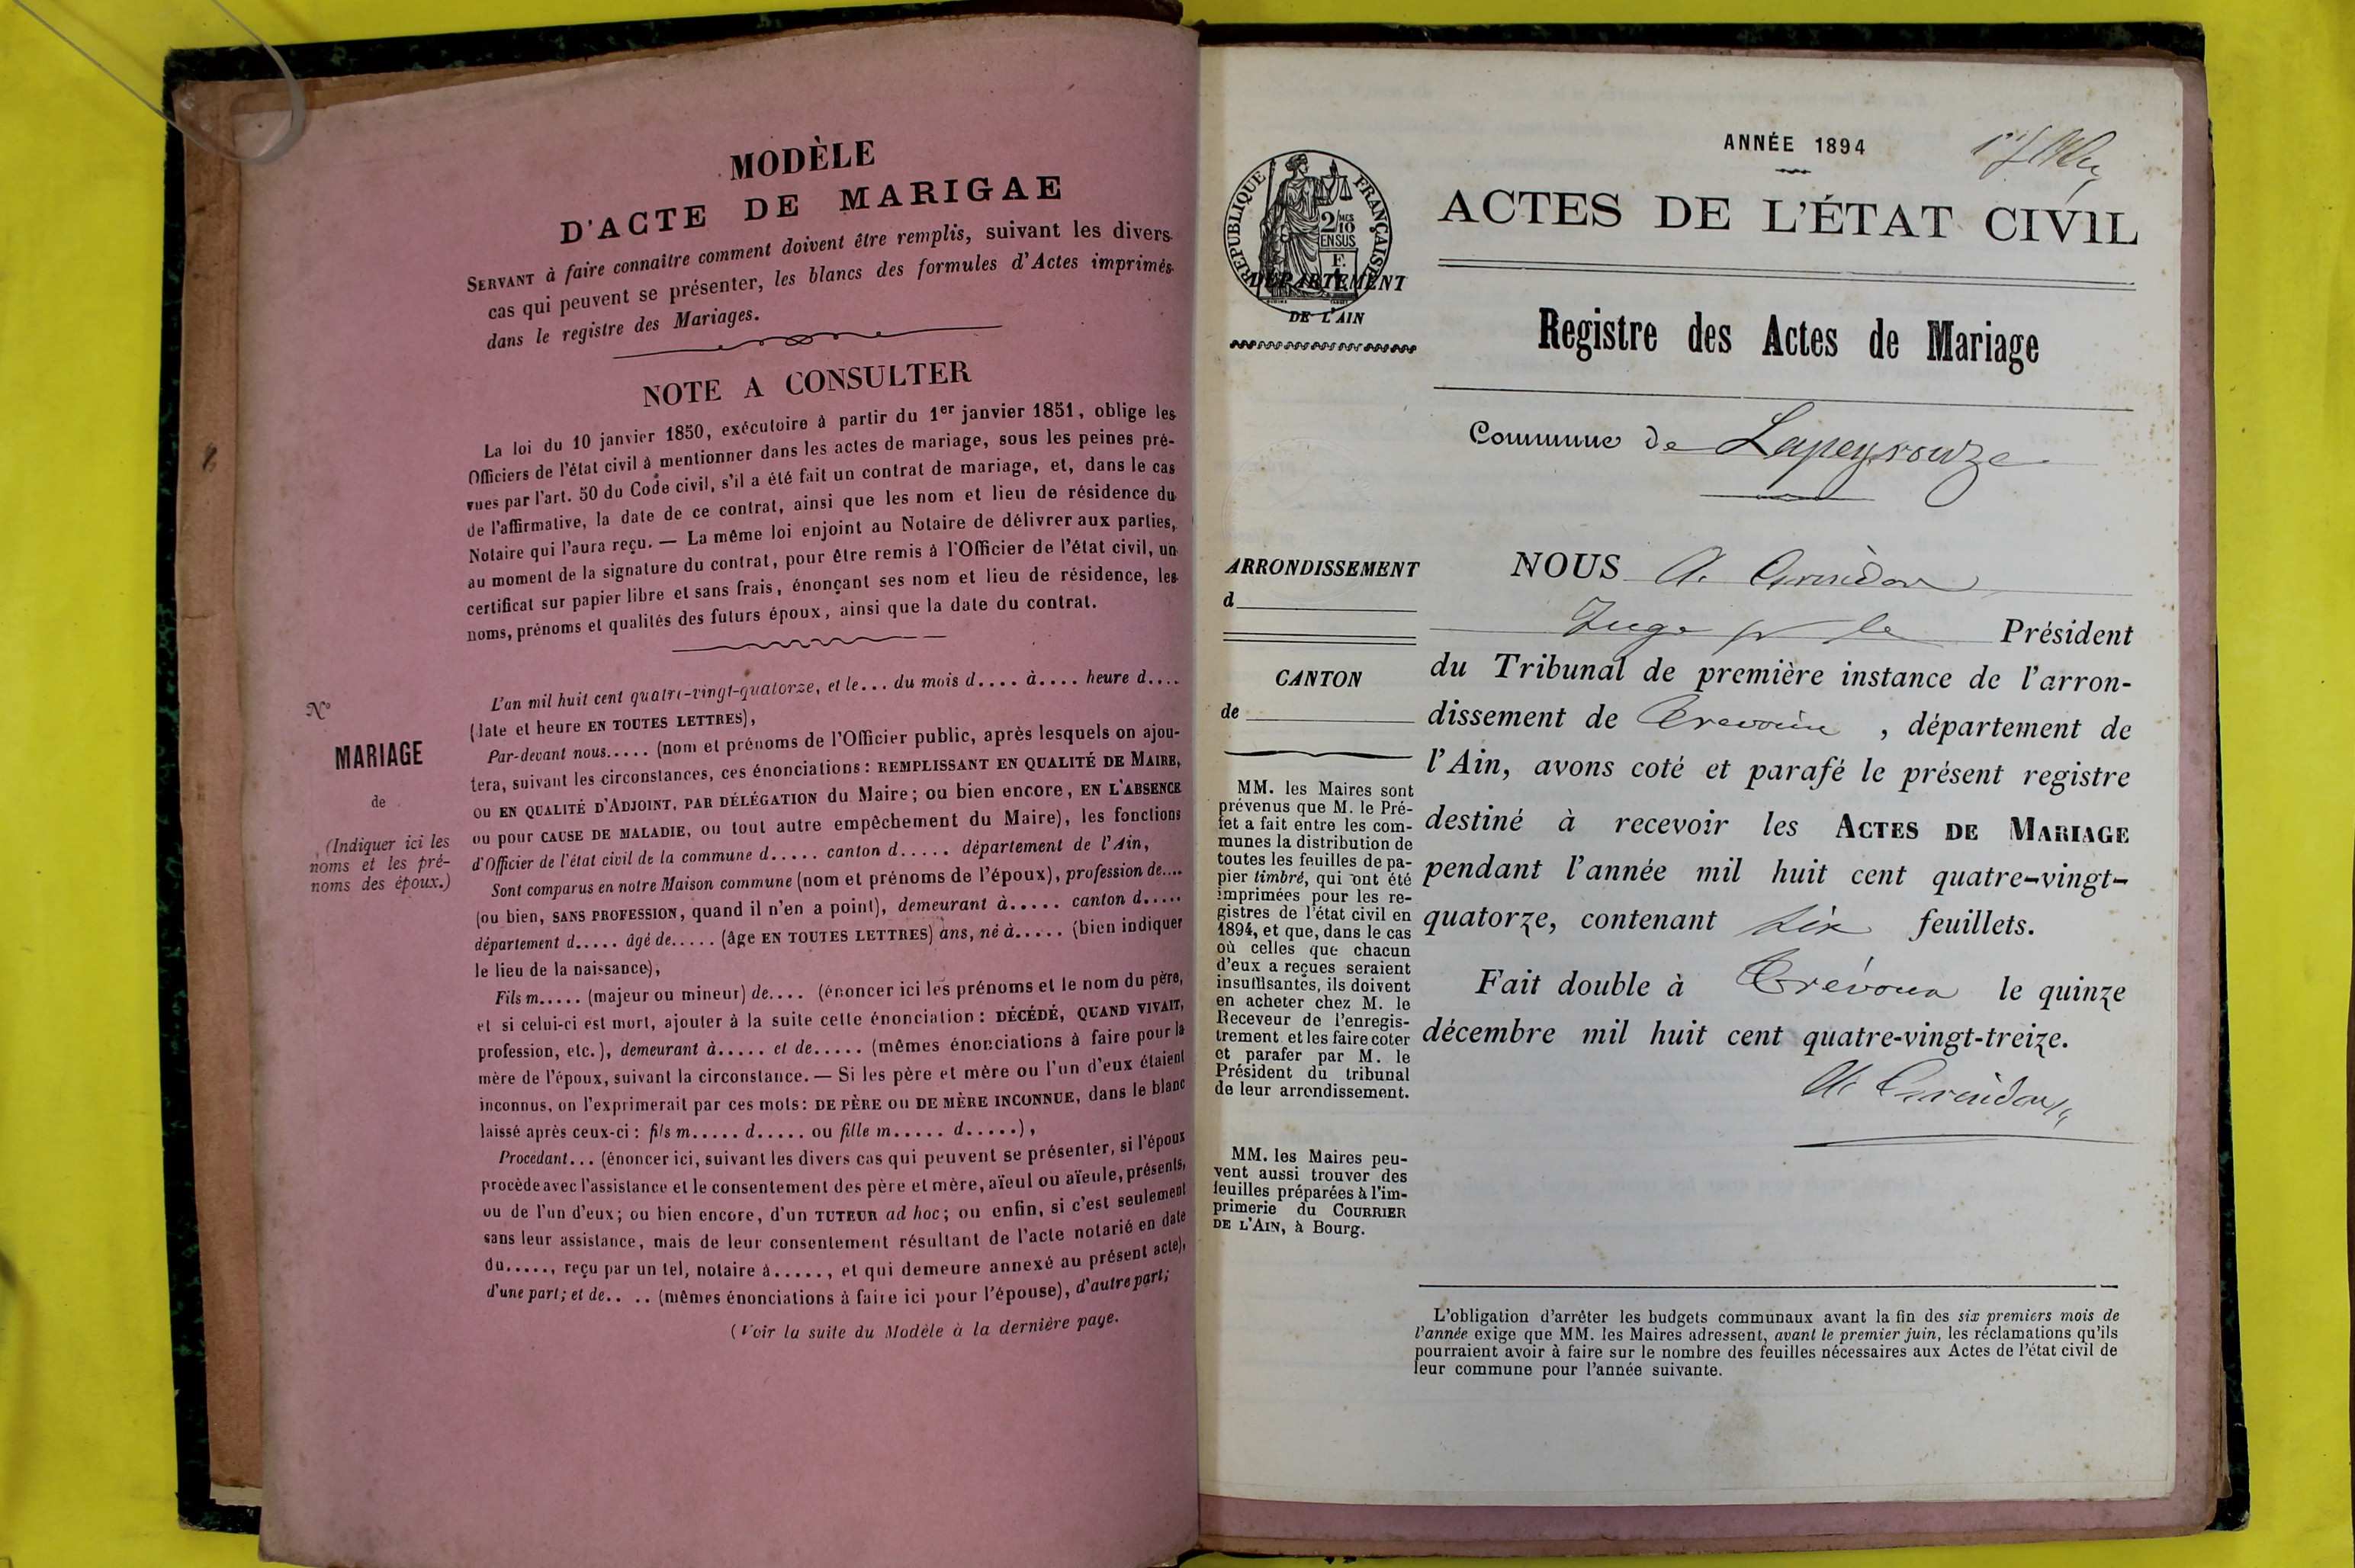 MODÈLE
D'ACTE DE MARIGAE
SERVANT à faire connaître comment doivent être remplis, suivant les divers
cas qui peuvent se présenter, les blancs des formules d'Actes imprimés
dans le registre des Mariages.
NOTE A CONSULTER
La loi du 10 janvier 1850, exécutoire à partir du 1er janvier 1851, oblige les
Officiers de l'état civil à mentionner dans les actes de mariage, sous les peines pré-
vues par l'art. 50 du Code civil, s'il a été fait un contrat de mariage, et, dans le cas
de l'affirmative, la date de ce contrat, ainsi que les nom et lieu de résidence du
Notaire qui l'aura reçu. — La même loi enjoint au Notaire de délivrer aux parties,
au moment de la signature du contrat, pour être remis à l'Officier de l'état civil, un
certificat sur papier libre et sans frais, énonçant ses nom et lieu de résidence, les
noms, prénoms et qualités des futurs époux, ainsi que la date du contrat.
N°
MARIAGE
de
(Indiquer ici les
noms et les pré-
noms des époux.)
L'an mil huit cent quatre-vingt-quatorze, et le... du mois d.... à.... heure d....
(date et heure EN TOUTES LETTRES),
Par-devant nous..... (nom et prénoms de l'Officier public, après lesquels on ajou-
tera, suivant les circonstances, ces énonciations : REMPLISSANT EN QUALITÉ DE MAIRE,
ou EN QUALITÉ D'ADJOINT, PAR DÉLÉGATION du Maire; ou bien encore, EN L'ABSENCE
ou pour CAUSE DE MALADIE, ou tout autre empêchement du Maire), les fonctions
d'Officier de l'état civil de la commune d..... canton d..... département de l'Ain,
Sont comparus en notre Maison commune (nom et prénoms de l'époux), profession de....
(ou bien, SANS PROFESSION, quand il n'en a point), demeurant à..... canton d.....
département d..... âgé de..... (âge EN TOUTES LETTRES) ans, né à..... (bien indiquer
le lieu de la naissance),
Fils m..... (majeur ou mineur) de.... (énoncer ici les prénoms et le nom du père,
et si celui-ci est mort, ajouter à la suite cette énonciation : DÉCÉDÉ, QUAND VIVAIT,
profession, etc.), demeurant à..... et de..... (mêmes énonciations à faire pour la
mère de l'époux, suivant la circonstance. — Si les père et mère ou l'un d'eux étaient
inconnus, on l'exprimerait par ces mots: DE PÈRE OU DE MÈRE INCONNUE, dans le blanc
laissé après ceux-ci : fils m..... d..... ou fille m..... d.....),
Procedant... (énoncer ici, suivant les divers cas qui peuvent se présenter, si l'époux
procède avec l'assistance et le consentement des père et mère, aïeul ou aïeule, présents,
ou de l'un d'eux; ou bien encore, d'un TUTEUR ad hoc; ou enfin, si c'est seulement
sans leur assistance, mais de leur consentement résultant de l'acte notarié en date
du....., reçu par un tel, notaire à....., et qui demeure annexé au présent acte),
d'une part; et de.. .. (mêmes énonciations à faire ici pour l'épouse), d'autre part;
(Voir la suite du Modèle à la dernière page.
ANNÉE 1894
ACTES DE L'ÉTAT CIVIL
REPUBLIQUE FRANÇAISE
2/10 MES
EN SUS
F.
DÉPARTEMENT
DE L'AIN
Registre des Actes de Mariage
Commune de Lapeyrouze
ARRONDISSEMENT
d
CANTON
de
MM. les Maires sont
prévenus que M. le Pré-
fet a fait entre les com-
munes la distribution de
toutes les feuilles de pa-
pier timbré, qui ont été
imprimées pour les re-
gistres de l'état civil en
1894, et que, dans le cas
où celles que chacun
d'eux a reçues seraient
insuffisantes, ils doivent
en acheter chez M. le
Receveur de l'enregis-
trement et les faire coter
et parafer par M. le
Président du tribunal
de leur arrondissement.
MM. les Maires peu-
vent aussi trouver des
feuilles préparées à l'im-
primerie du COURRIER
DE L'AIN, à Bourg.
NOUS A. Grindon
Juge pr le Président
du Tribunal de première instance de l'arron-
dissement de Trevoux, département de
l'Ain, avons coté et parafé le présent registre
destiné à recevoir les ACTES DE MARIAGE
pendant l'année mil huit cent quatre-vingt-
quatorze, contenant six feuillets.
Fait double à Trévoux le quinze
décembre mil huit cent quatre-vingt-treize.
A. Grindon
L'obligation d'arrêter les budgets communaux avant la fin des six premiers mois de
l'année exige que MM. les Maires adressent, avant le premier juin, les réclamations qu'ils
pourraient avoir à faire sur le nombre des feuilles nécessaires aux Actes de l'état civil de
leur commune pour l'année suivante.